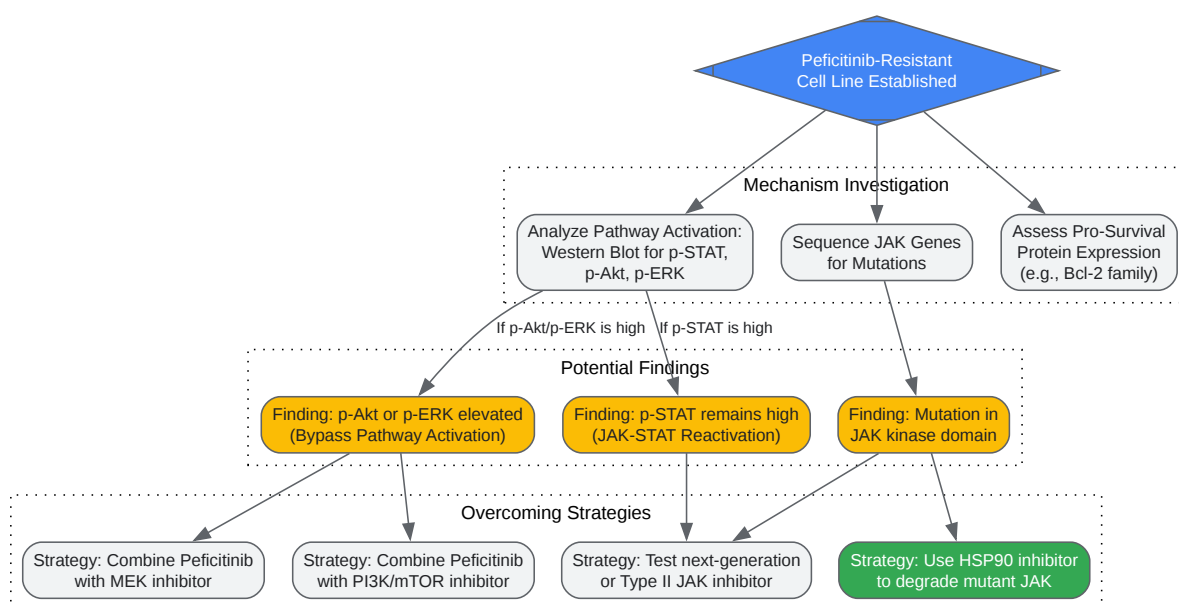 Peficitinib-Resistant
Cell Line Established
Mechanism Investigation
Analyze Pathway Activation:
Western Blot for p-STAT,
p-Akt, p-ERK
Sequence JAK Genes
for Mutations
Assess Pro-Survival
Protein Expression
(e.g., Bcl-2 family)
If p-Akt/p-ERK is high
If p-STAT is high
Potential Findings
Finding: p-Akt or p-ERK elevated
(Bypass Pathway Activation)
Finding: p-STAT remains high
(JAK-STAT Reactivation)
Finding: Mutation in
JAK kinase domain
Overcoming Strategies
Strategy: Combine Peficitinib
with MEK inhibitor
Strategy: Combine Peficitinib
with PI3K/mTOR inhibitor
Strategy: Test next-generation
or Type II JAK inhibitor
Strategy: Use HSP90 inhibitor
to degrade mutant JAK